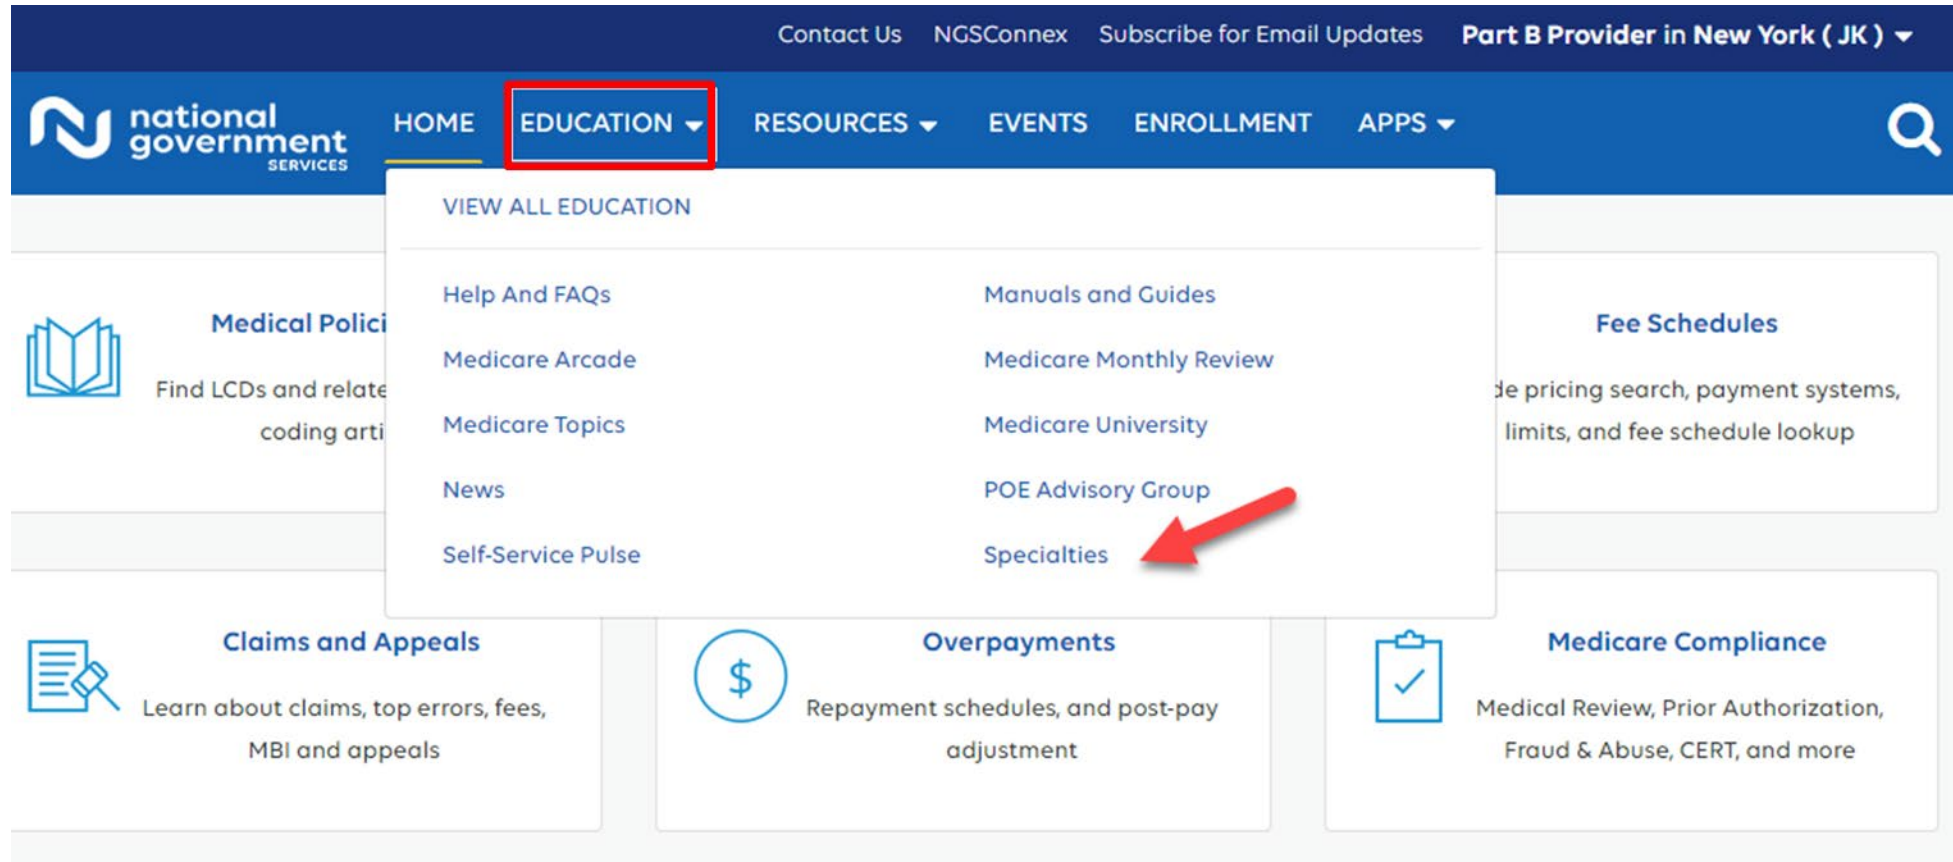 Contact Us NGSConnex Subscribe for Email Updates Part B Provider in New York ( JK )
national
government
SERVICES
HOME EDUCATION RESOURCES EVENTS ENROLLMENT APPS
VIEW ALL EDUCATION
Help And FAQs
Manuals and Guides
Medicare Arcade
Medicare Monthly Review
Medicare Topics
Medicare University
News
POE Advisory Group
Self-Service Pulse
Specialties
Medical Polici
Find LCDs and relate
coding arti
Fee Schedules
de pricing search, payment systems,
limits, and fee schedule lookup
Claims and Appeals
Learn about claims, top errors, fees,
MBI and appeals
$
Overpayments
Repayment schedules, and post-pay
adjustment
Medicare Compliance
Medical Review, Prior Authorization,
Fraud & Abuse, CERT, and more